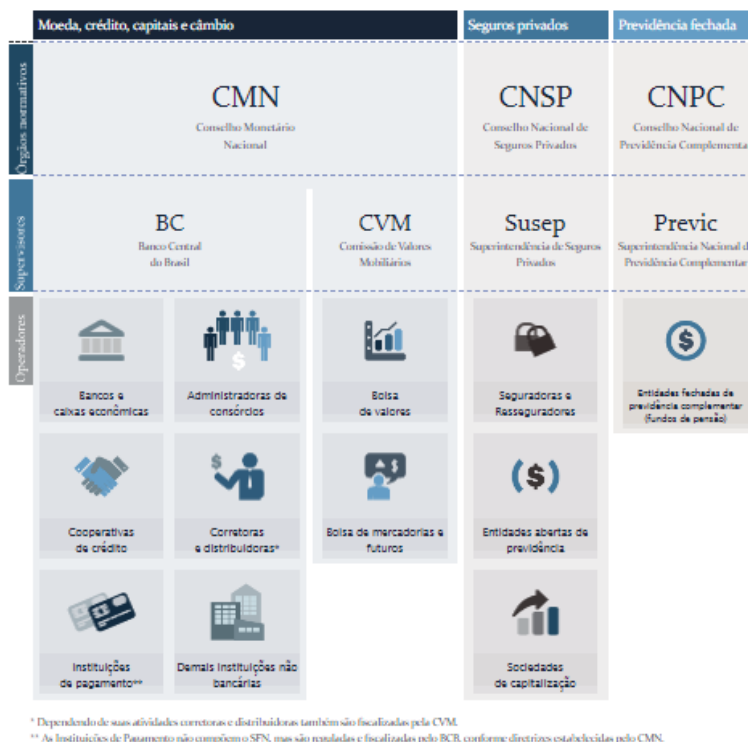 Moeda, crédito, capitais e câmbio
Seguros privados
Previdência fechada
Órgãos normativos
CMN
Conselho Monetário
Nacional
CNSP
Conselho Nacional de
Seguros Privados
CNPC
Conselho Nacional de
Previdência Complementa
Supervisores
BC
Banco Central
do Brasil
CVM
Comissão de Valores
Mobiliários
Susep
Superintendência de Seguros
Privados
Previc
Superintendência Nacional d
Previdência Complementar
Operadores
Bancos e
caixas econômicas
Administradoras de
consórcios
Bolsa
de valores
Seguradoras e
Resseguradores
Entidades fechadas de
previdência complementar
(fundos de pensão)
Cooperativas
de crédito
Corretoras
e distribuidoras*
Bolsa de mercadorias e
futuros
Entidades abertas de
previdência
Instituições
de pagamento**
Demais instituições não
bancárias
Sociedades
de capitalização
* Dependendo de suas atividades corretoras e distribuidoras também são fiscalizadas pela CVM.
** As Instituições de Pagamento não compõem o SFN, mas são reguladas e fiscalizadas pelo BCB, conforme diretrizes estabelecidas pelo CMN.